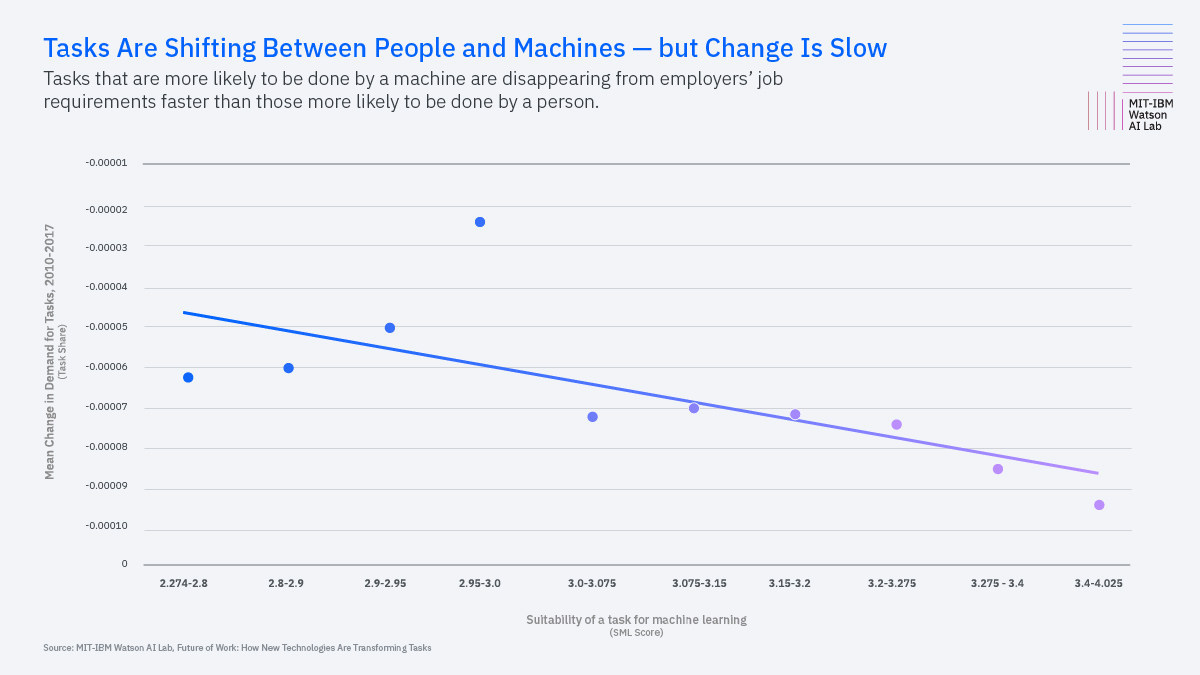 Tasks Are Shifting Between People and Machines — but Change Is Slow
Tasks that are more likely to be done by a machine are disappearing from employers’ job
requirements faster than those more likely to be done by a person.
MIT-IBM
Watson
AI Lab
Mean Change in Demand for Tasks, 2010-2017
(Task Share)
-0.00001
-0.00002
-0.00003
-0.00004
-0.00005
-0.00006
-0.00007
-0.00008
-0.00009
-0.00010
0
2.274-2.8 2.8-2.9 2.9-2.95 2.95-3.0 3.0-3.075 3.075-3.15 3.15-3.2 3.2-3.275 3.275 - 3.4 3.4-4.025
Suitability of a task for machine learning
(SML Score)
Source: MIT-IBM Watson AI Lab, Future of Work: How New Technologies Are Transforming Tasks